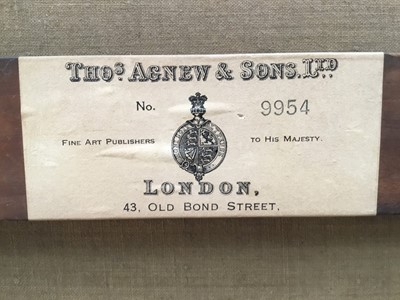 THOS AGNEW & SONS. LTD
No. 9954
FINE ART PUBLISHERS TO HIS MAJESTY.
LONDON,
43, OLD BOND STREET,